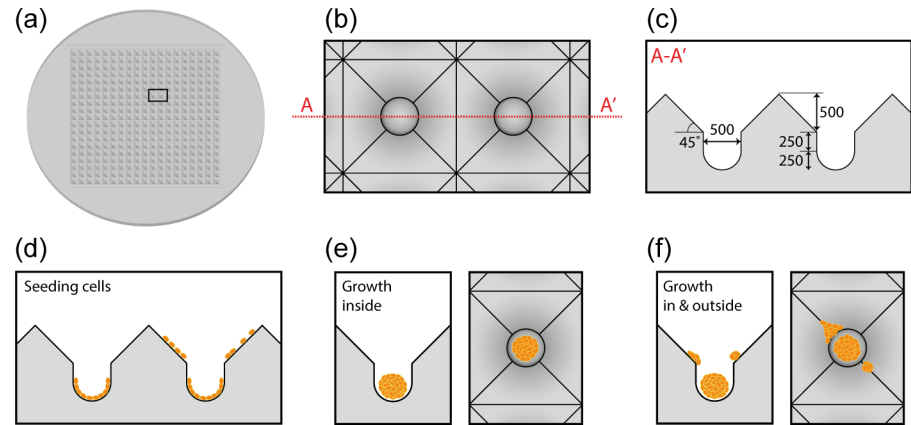 (a)
(b)
A
A’
(c)
A-A’
500
500
45°
250
250
(d)
Seeding cells
(e)
Growth
inside
(f)
Growth
in & outside